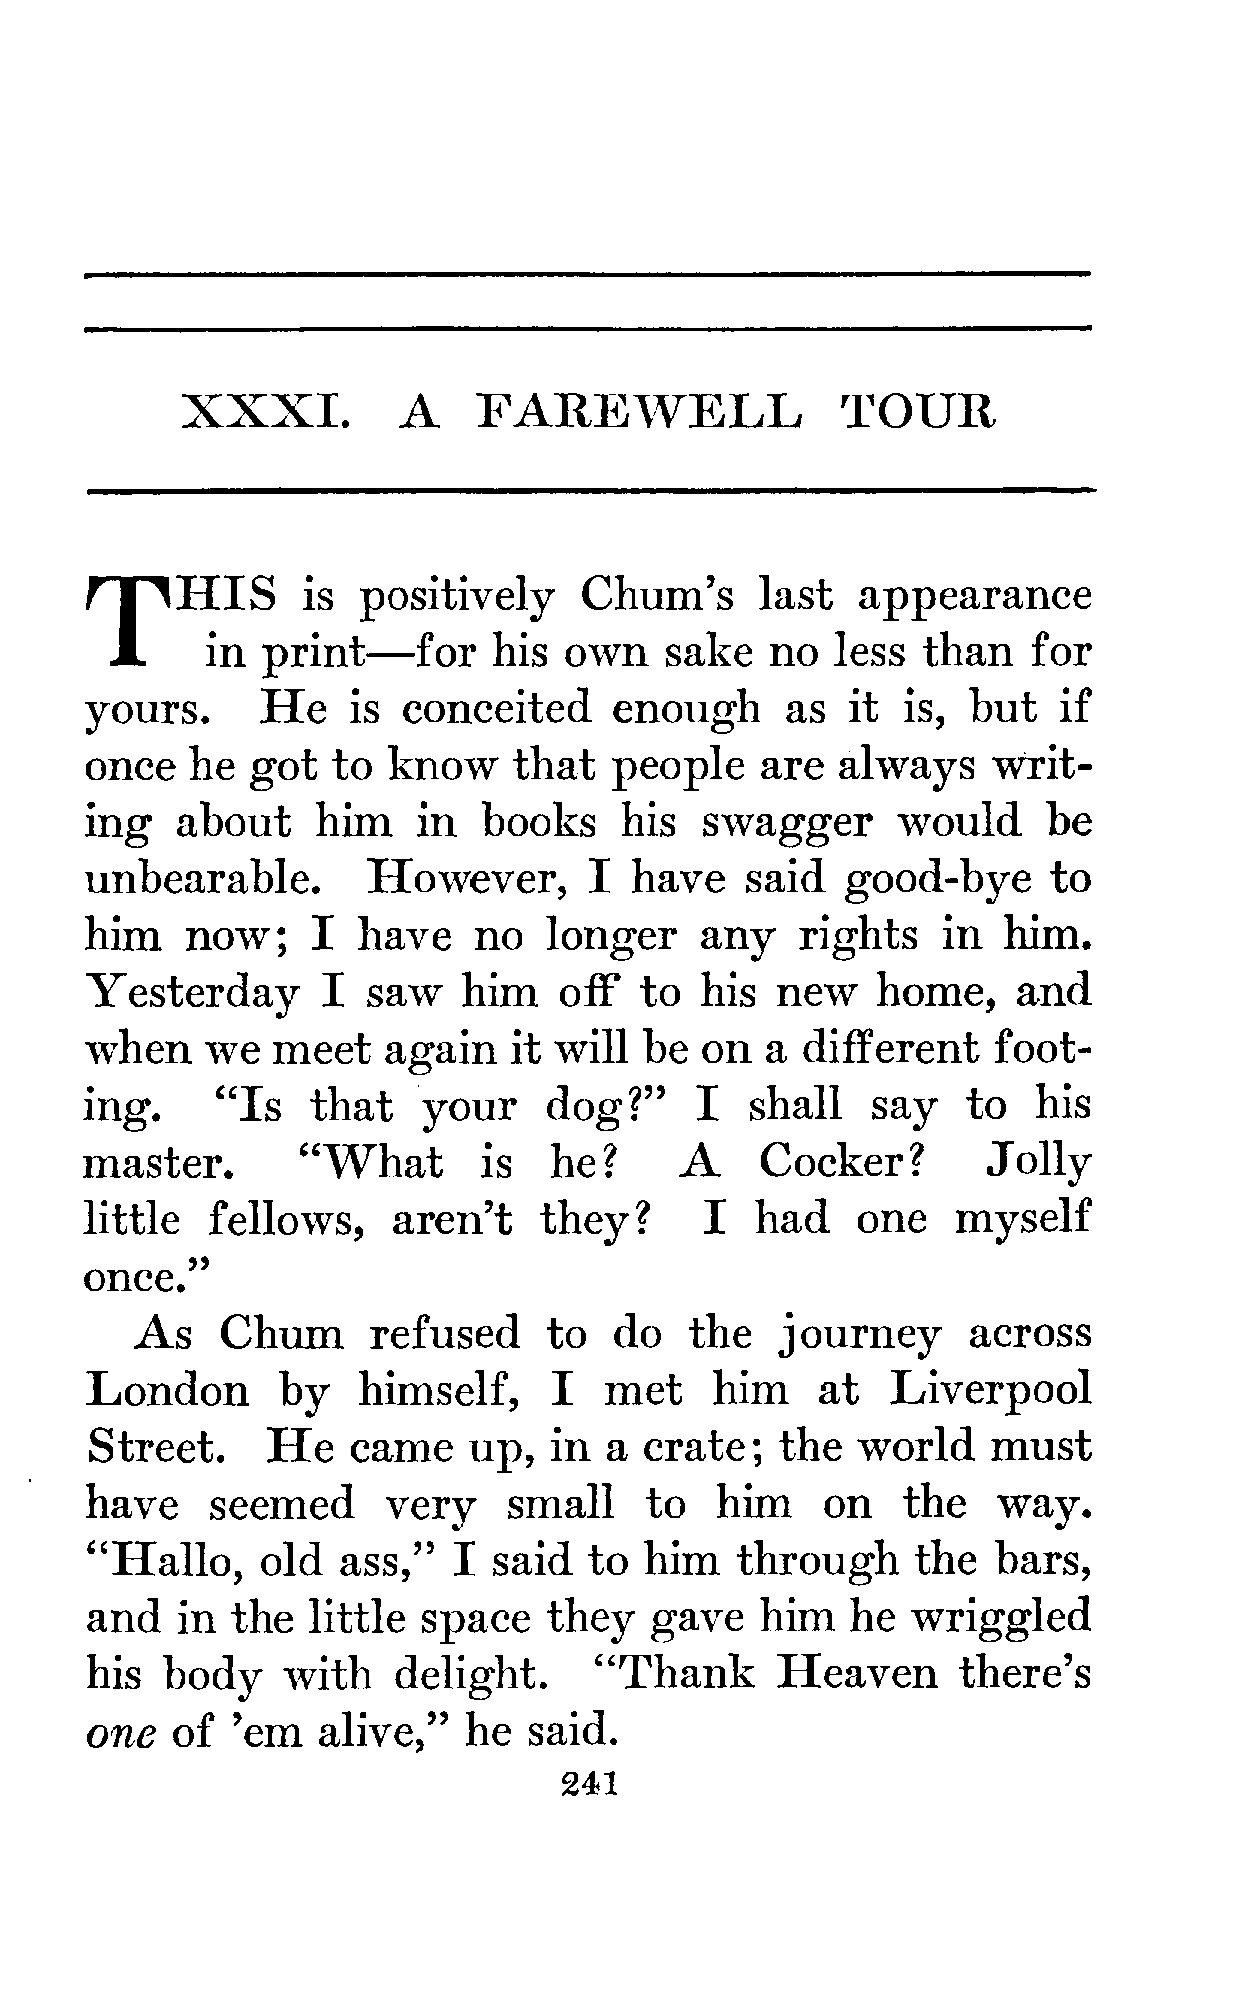 XXXI. A FAREWELL TOUR
THIS is positively Chum's last appearance
in print—for his own sake no less than for
yours. He is conceited enough as it is, but if
once he got to know that people are always writ-
ing about him in books his swagger would be
unbearable. However, I have said good-bye to
him now; I have no longer any rights in him.
Yesterday I saw him off to his new home, and
when we meet again it will be on a different foot-
ing. "Is that your dog?" I shall say to his
master. "What is he? A Cocker? Jolly
little fellows, aren't they? I had one myself
once."
As Chum refused to do the journey across
London by himself, I met him at Liverpool
Street. He came up, in a crate; the world must
have seemed very small to him on the way.
"Hallo, old ass," I said to him through the bars,
and in the little space they gave him he wriggled
his body with delight. "Thank Heaven there's
one of 'em alive," he said.
241